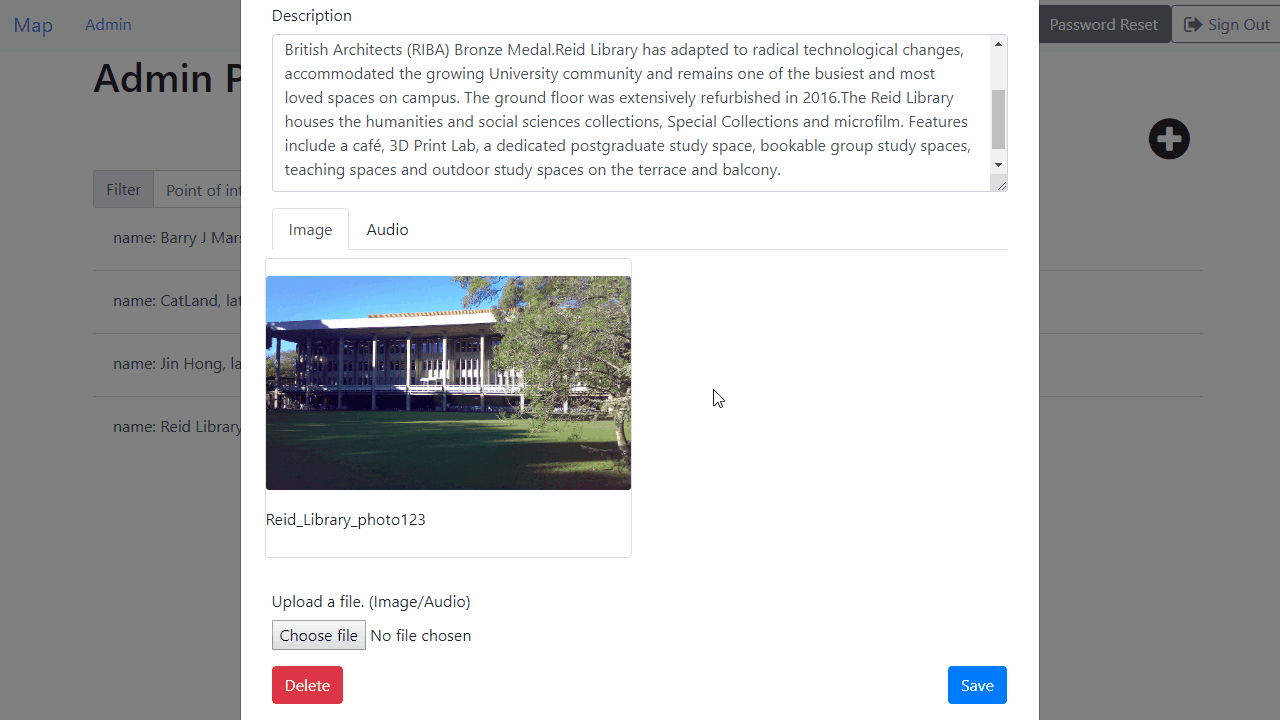 Map
Admin
Password Reset
Sign Out
Admin P
Filter
Point of int
name: Barry J Mars
name: CatLand, lat
name: Jin Hong, la
name: Reid Library
Description
British Architects (RIBA) Bronze Medal.Reid Library has adapted to radical technological changes,
accommodated the growing University community and remains one of the busiest and most
loved spaces on campus. The ground floor was extensively refurbished in 2016.The Reid Library
houses the humanities and social sciences collections, Special Collections and microfilm. Features
include a café, 3D Print Lab, a dedicated postgraduate study space, bookable group study spaces,
teaching spaces and outdoor study spaces on the terrace and balcony.
Image
Audio
Reid_Library_photo123
Upload a file. (Image/Audio)
Choose file No file chosen
Delete
Save